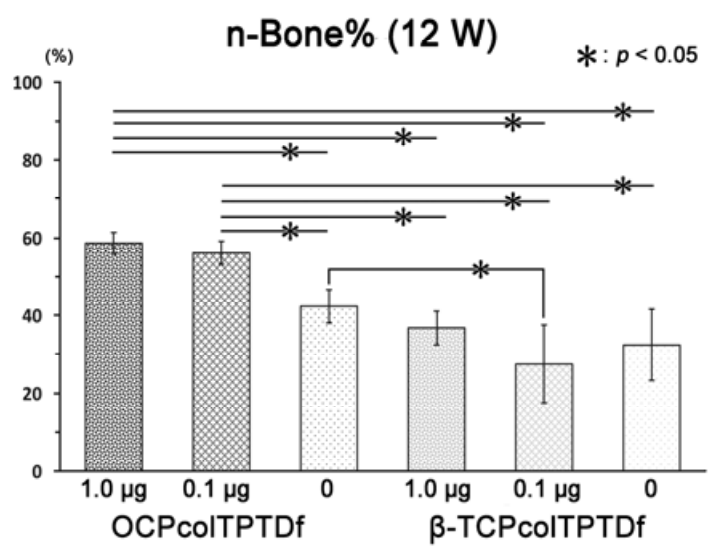 n-Bone% (12 W)
(%)
* : p < 0.05
100
80
60
40
20
0
1.0 µg 0.1 µg 0 1.0 µg 0.1 µg 0
OCPcolTPTDf β-TCPcolTPTDf